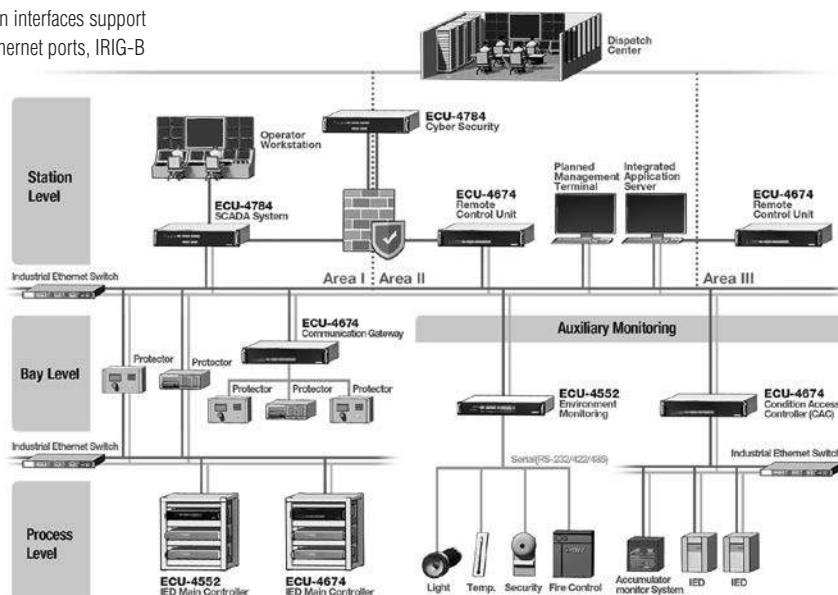 n interfaces support
hernet ports, IRIG-B
Dispatch
Center
ECU-4784
Cyber Security
Operator
Workstation
Station
Level
Planned
Management
Terminal
Integrated
Application
Server
ECU-4784
SCADA System
ECU-4674
Remote
Control Unit
ECU-4674
Remote
Control Unit
Industrial Ethernet Switch
Area I
Area II
Area III
Bay Level
Protector
Protector
ECU-4674
Communication Gateway
Protector
Protector
Protector
Auxiliary Monitoring
ECU-4552
Environment
Monitoring
ECU-4674
Condition Access
Controller (CAC)
Industrial Ethernet Switch
Serial(RS-232/422/485)
Industrial Ethernet Switch
Process
Level
ECU-4552
IED Main Controller
ECU-4674
IED Main Controller
Light
Temp.
Security
Fire Control
Accumulator
monitor System
IED
IED